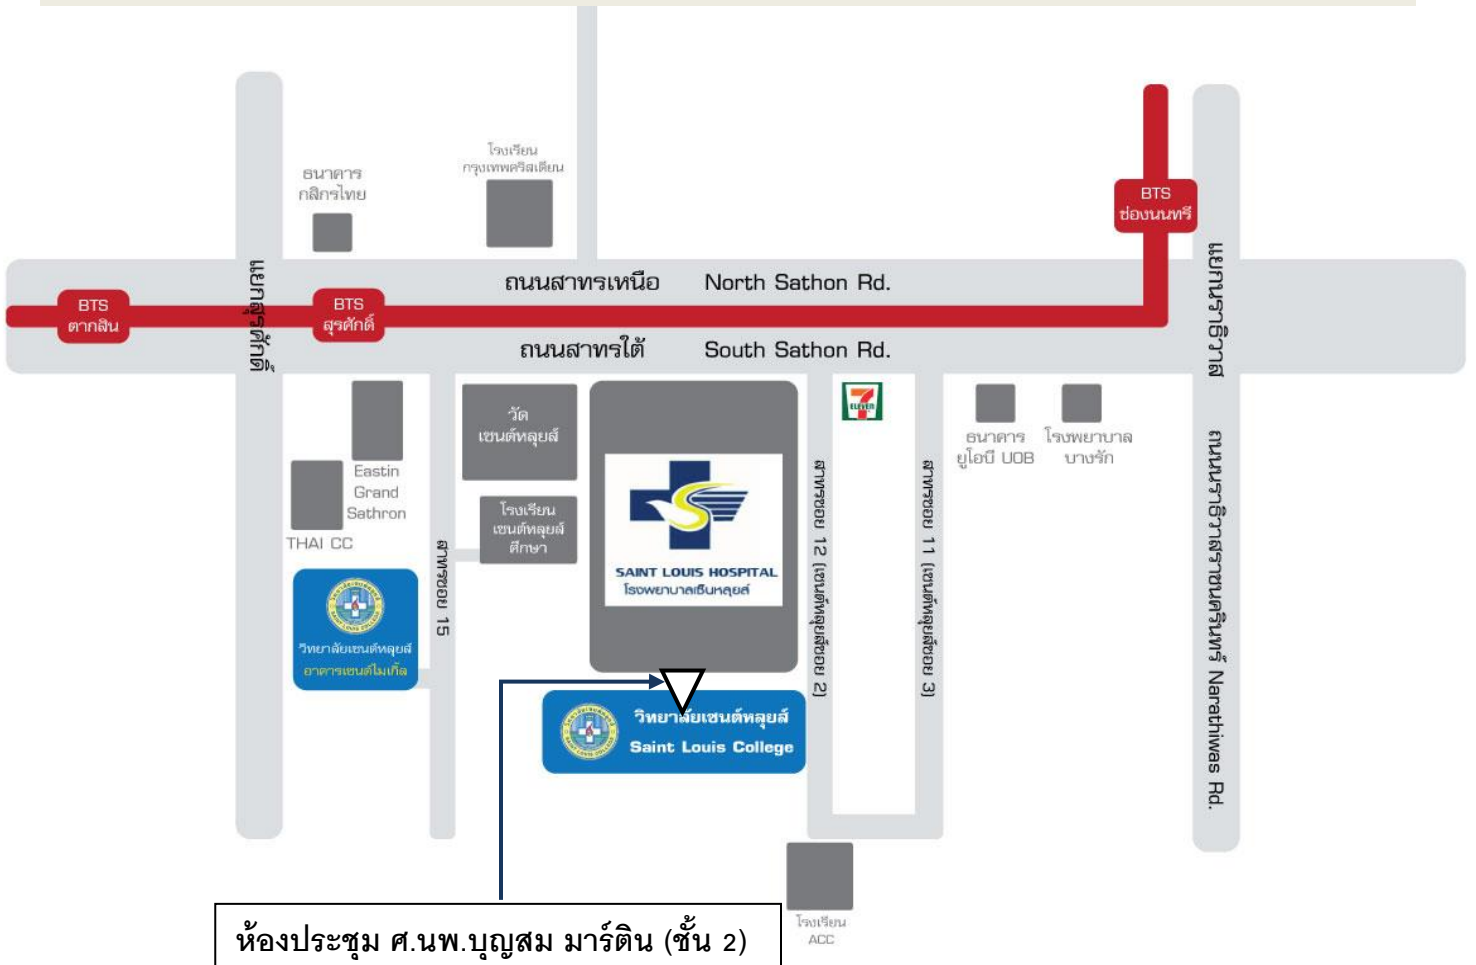 โรงเรียน
กรุงเทพคริสเตียน
ธนาคาร
กสิกรไทย
BTS
ช่องนนทรี
แยกสุรศักดิ์
แยกนราธิวาส
ถนนสาทรเหนือ North Sathon Rd.
BTS
ตากสิน
BTS
สุรศักดิ์
ถนนสาทรใต้ South Sathon Rd.
วัด
เซนต์หลุยส์
7
ELEVEN
ธนาคาร
ยูโอบี UOB
โรงพยาบาล
บางรัก
Eastin
Grand
Sathron
THAI CC
โรงเรียน
เซนต์หลุยส์
ศึกษา
SAINT LOUIS HOSPITAL
โรงพยาบาลเซนต์หลุยส์
สาทรซอย 15
สาทรซอย 12 (เซนต์หลุยส์ซอย 2)
สาทรซอย 11 (เซนต์หลุยส์ซอย 3)
ถนนนราธิวาสราชนครินทร์ Narathiwas Rd.
วิทยาลัยเซนต์หลุยส์
อาคารเซนต์ไมเกิ้ล
วิทยาลัยเซนต์หลุยส์
Saint Louis College
โรงเรียน
ACC
ห้องประชุม ศ.นพ.บุญสม มาร์ติน (ชั้น 2)